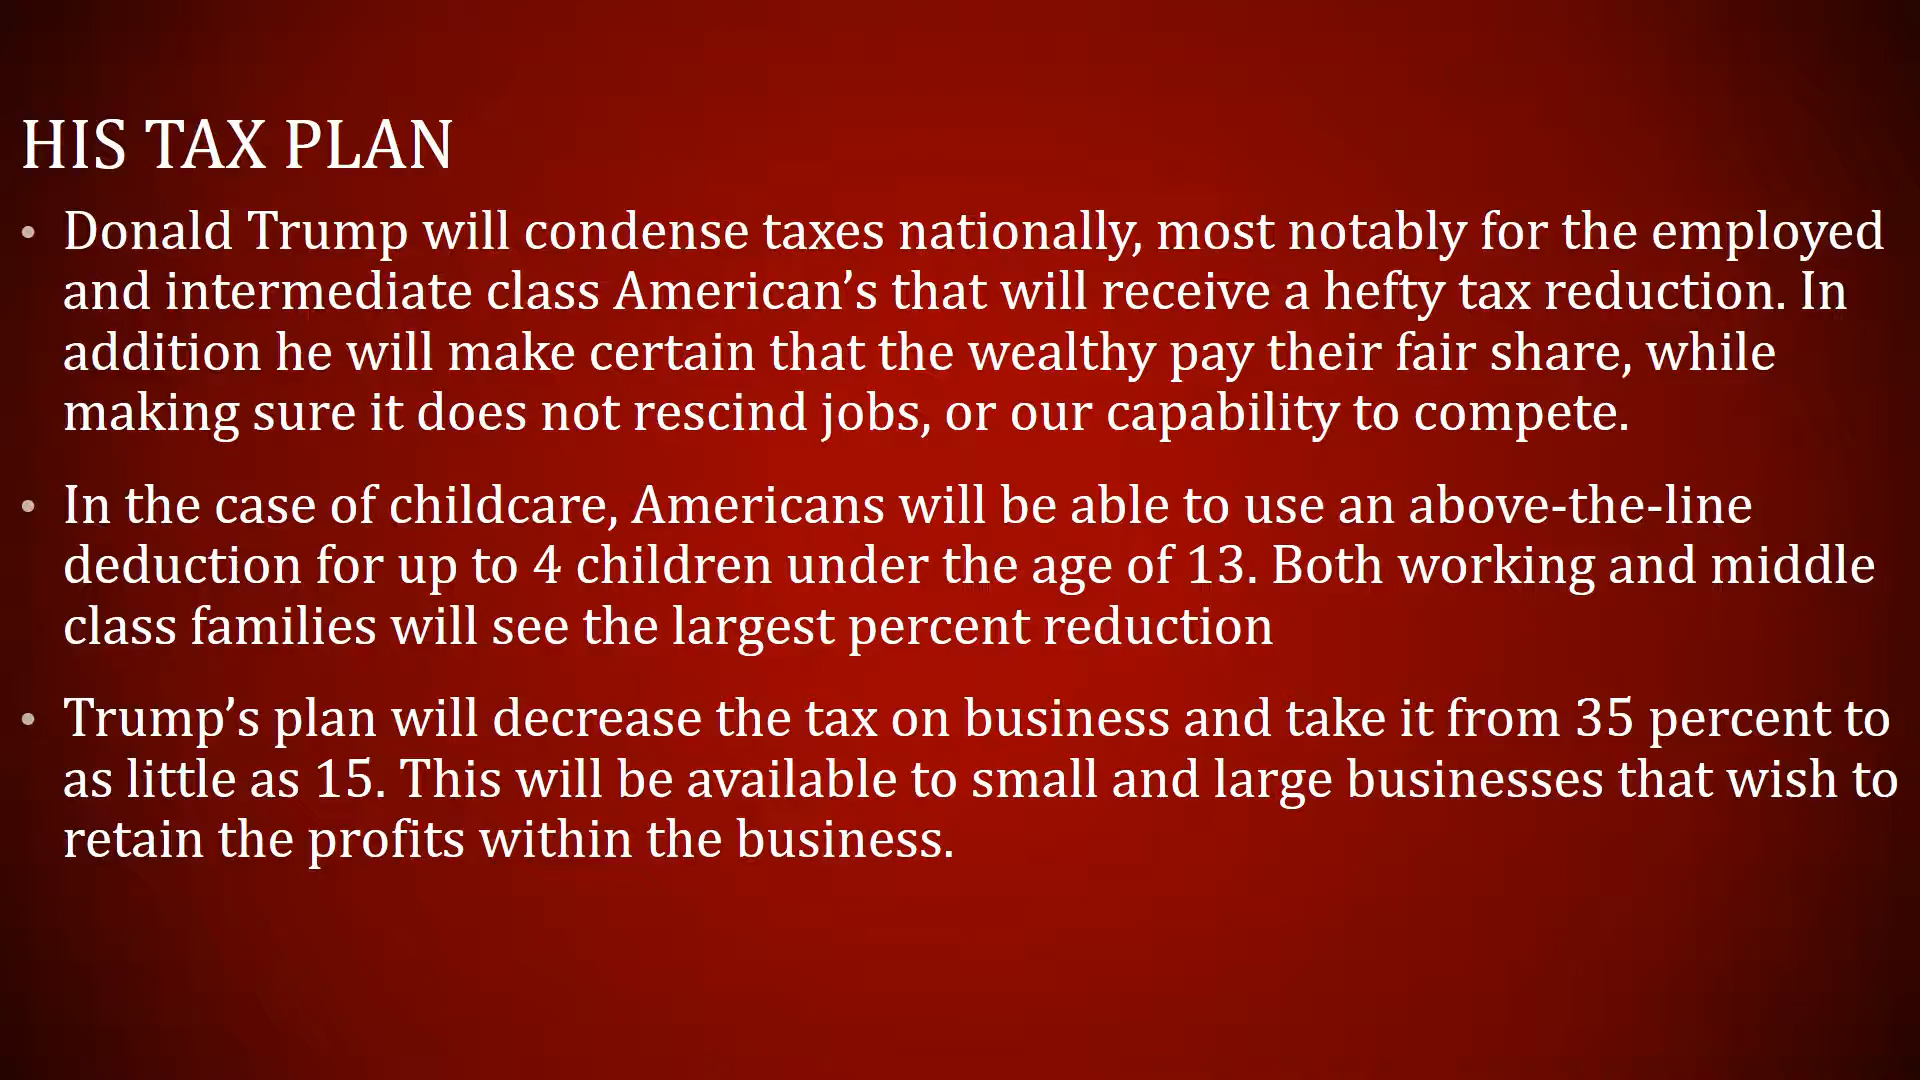 HIS TAX PLAN
• Donald Trump will condense taxes nationally, most notably for the employed
and intermediate class American’s that will receive a hefty tax reduction. In
addition he will make certain that the wealthy pay their fair share, while
making sure it does not rescind jobs, or our capability to compete.
• In the case of childcare, Americans will be able to use an above-the-line
deduction for up to 4 children under the age of 13. Both working and middle
class families will see the largest percent reduction
• Trump’s plan will decrease the tax on business and take it from 35 percent to
as little as 15. This will be available to small and large businesses that wish to
retain the profits within the business.